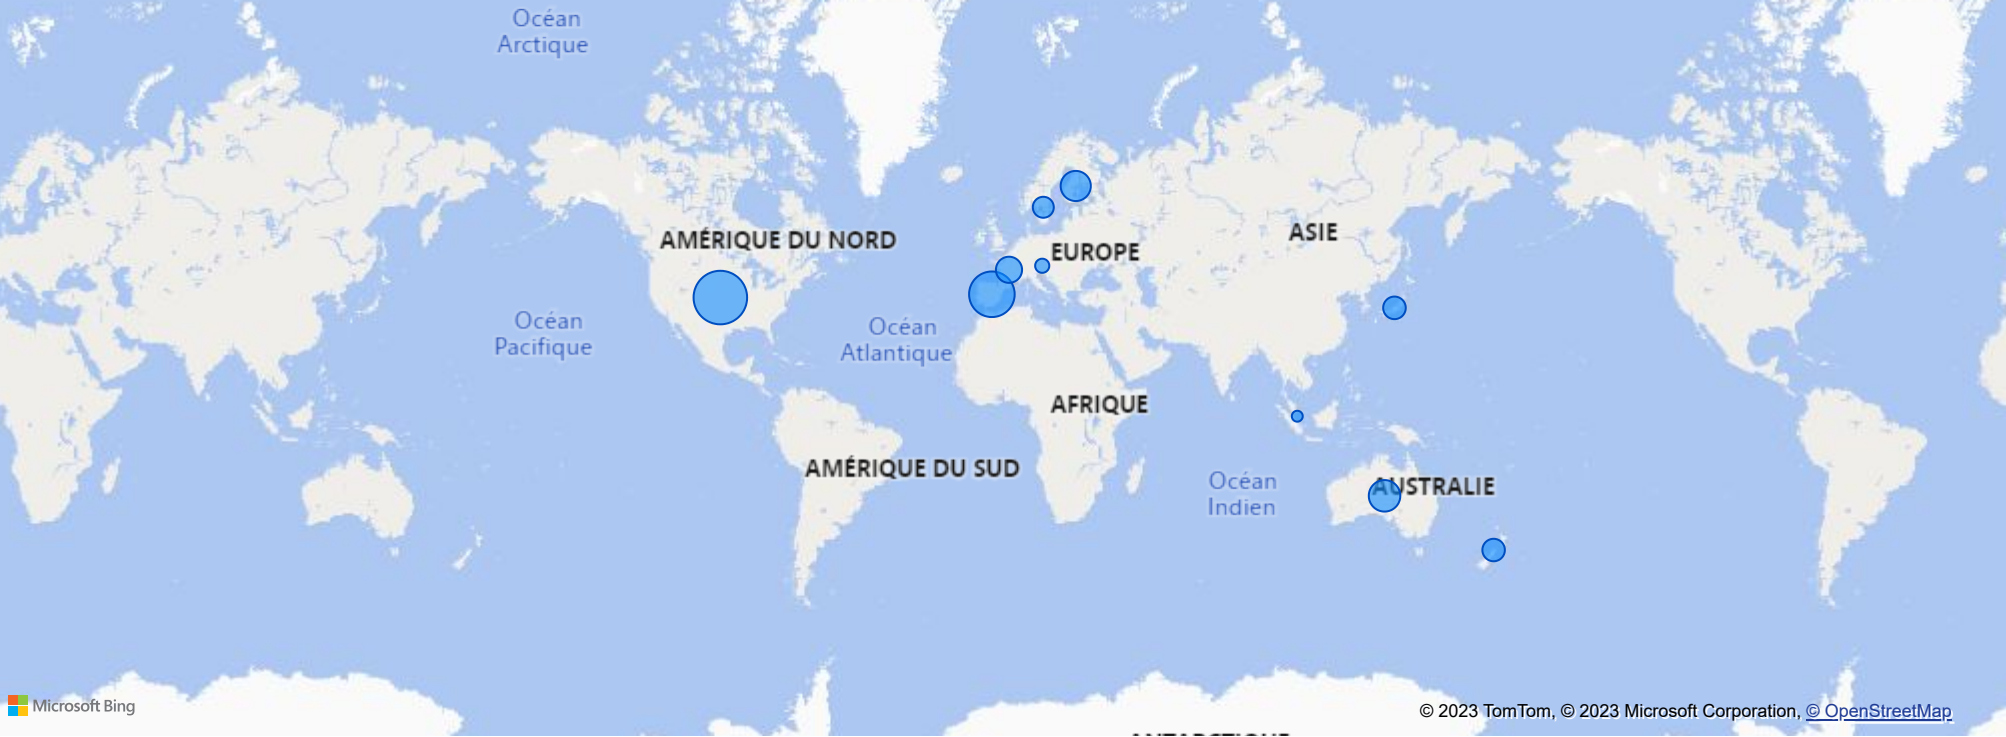 Océan
Arctique
AMÉRIQUE DU NORD
EUROPE
ASIE
Océan
Pacifique
Océan
Atlantique
AFRIQUE
AMÉRIQUE DU SUD
Océan
Indien
AUSTRALIE
Microsoft Bing
© 2023 TomTom, © 2023 Microsoft Corporation, © OpenStreetMap
ANTARCTIQUE